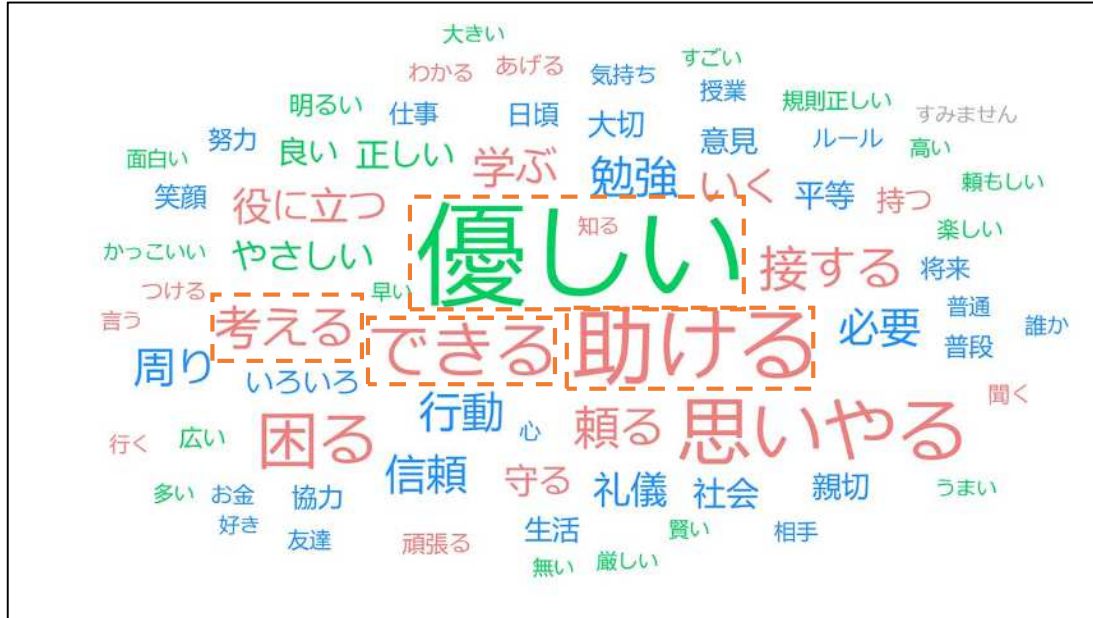 大きい
わかる あげる 気持ち すごい
明るい 仕事 日頃 大切 授業 規則正しい すみません
面白い 努力 良い 正しい 学ぶ 勉強 意見 ルール 高い
笑顔 役に立つ いく 平等 持つ 頼もしい
かっこいい やさしい 優しい 知る 接する 将来 楽しい
つける 早い
言う 考える できる 助ける 必要 普通 普段 誰か
周り いろいろ 行動 聞く
行く 広い 困る 心 頼る 思いやる
多い お金 協力 信頼 守る 礼儀 社会 親切 うまい
好き 友達 頑張る 生活 賢い 相手
無い 厳しい